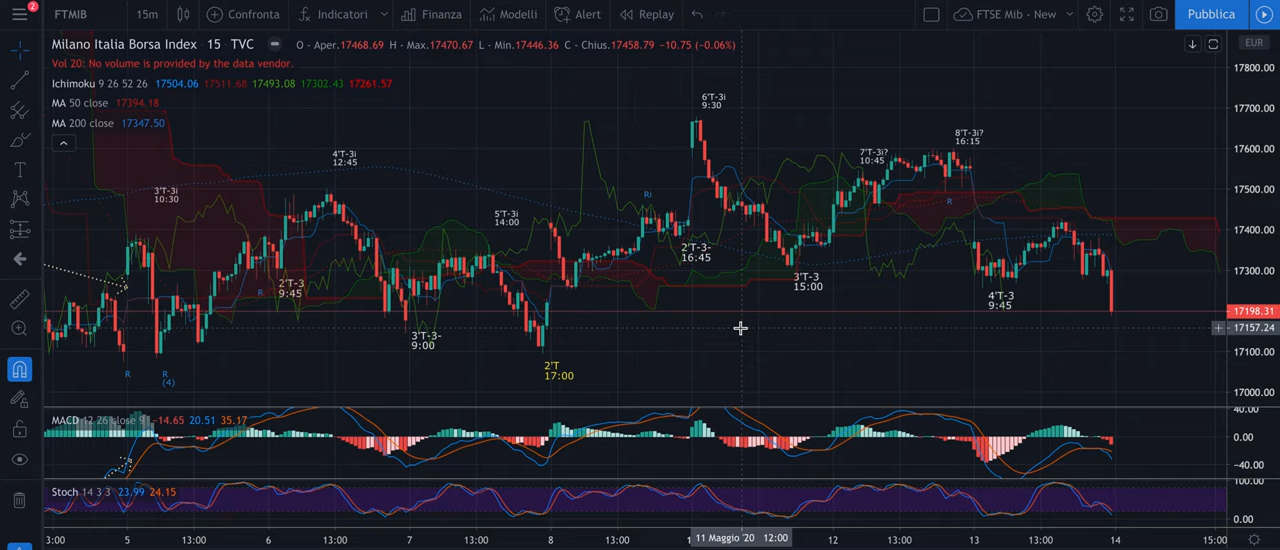 2
FTMIB 15m Confronta Indicatori Finanza Modelli Alert Replay FTSE Mib - New Pubblica
Milano Italia Borsa Index · 15 · TVC O - Aper.17468.69 H - Max.17470.67 L - Min.17446.36 C - Chius.17458.79 -10.75 (-0.06%)
EUR
Vol 20: No volume is provided by the data vendor.
Ichimoku 9 26 52 26 17504.06 17511.68 17493.08 17302.43 17261.57
MA 50 close 17394.18
MA 200 close 17347.50
17800.00
17700.00
17600.00
17500.00
17400.00
17300.00
17198.31
17157.24
17100.00
17000.00
6'T-3i
9:30
8'T-3i?
16:15
4'T-3i
12:45
7'T-3i?
10:45
3'T-3i
10:30
Ri
R
5'T-3i
14:00
2'T-3-
16:45
2'T-3
9:45
R
3'T-3
15:00
4'T-3
9:45
3'T-3-
9:00
2'T
17:00
R
R
(4)
MACD 12 26 close 9 -14.65 20.51 35.17
40.00
0.00
-40.00
Stoch 14 3 3 23.99 24.15
100.00
0.00
3:00 5 13:00 6 13:00 7 13:00 8 13:00 11 Maggio '20 12:00 12 13:00 13 13:00 14 15:00